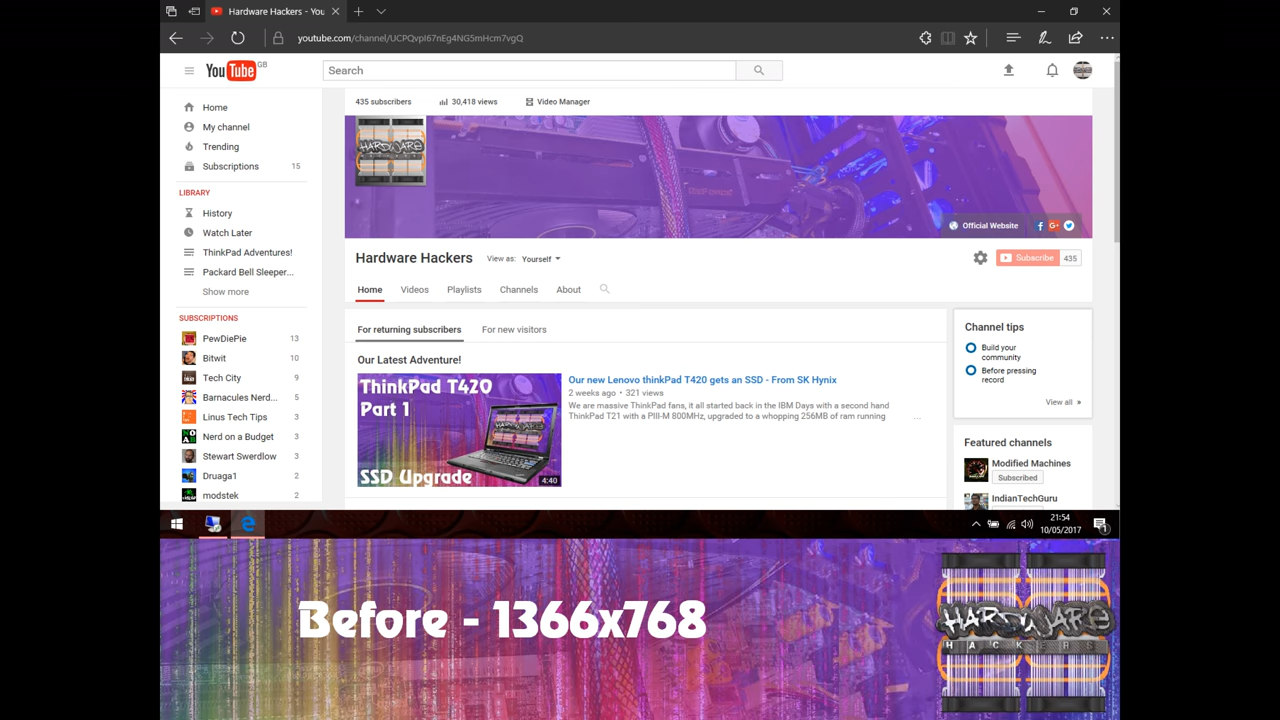 Hardware Hackers - You
youtube.com/channel/UCPQvpI67nEg4NG5mHcm7vgQ
YouTube GB
Search
Home
My channel
Trending
Subscriptions 15
LIBRARY
History
Watch Later
ThinkPad Adventures!
Packard Bell Sleeper...
Show more
SUBSCRIPTIONS
PewDiePie 13
Bitwit 10
Tech City 9
Barnacules Nerd... 5
Linus Tech Tips 3
Nerd on a Budget 3
Stewart Swerdlow 3
Druaga1 2
modstek 2
435 subscribers 30,418 views Video Manager
HARDWARE
GEFORCE
Official Website
Hardware Hackers View as: Yourself
Subscribe 435
Home Videos Playlists Channels About
For returning subscribers For new visitors
Our Latest Adventure!
ThinkPad T420
Part 1
SSD Upgrade
4:40
Our new Lenovo thinkPad T420 gets an SSD - From SK Hynix
2 weeks ago • 321 views
We are massive ThinkPad fans, it all started back in the IBM Days with a second hand
ThinkPad T21 with a PIII-M 800MHz, upgraded to a whopping 256MB of ram running
...
Channel tips
Build your
community
Before pressing
record
View all »
Featured channels
Modified Machines
Subscribed
IndianTechGuru
21:54
10/05/2017
1
Before - 1366x768
HARDWARE
HACKERS